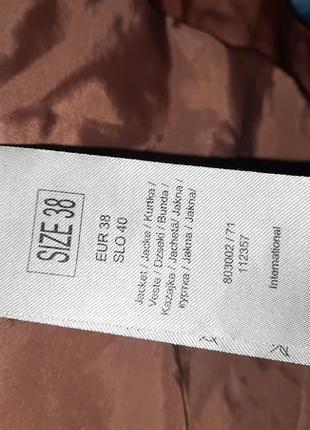 SIZE 38
EUR 38
SLO 40
Jacket / Jacke / Kurtka /
Veste / Dzseki / Bunda /
Kazajka / Jachetă / Jakna /
куртка / Jakna / Jakna/
803002 / 71
112357
International